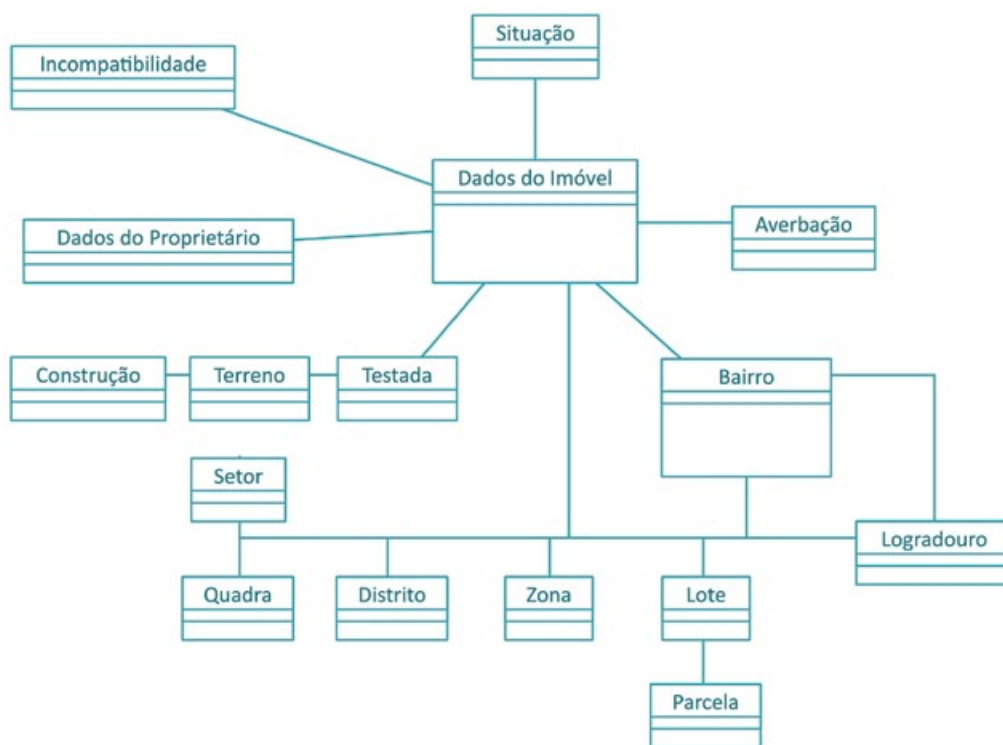 Situação
Incompatibilidade
Dados do Imóvel
Averbação
Dados do Proprietário
Construção
Terreno
Testada
Bairro
Setor
Logradouro
Quadra
Distrito
Zona
Lote
Parcela